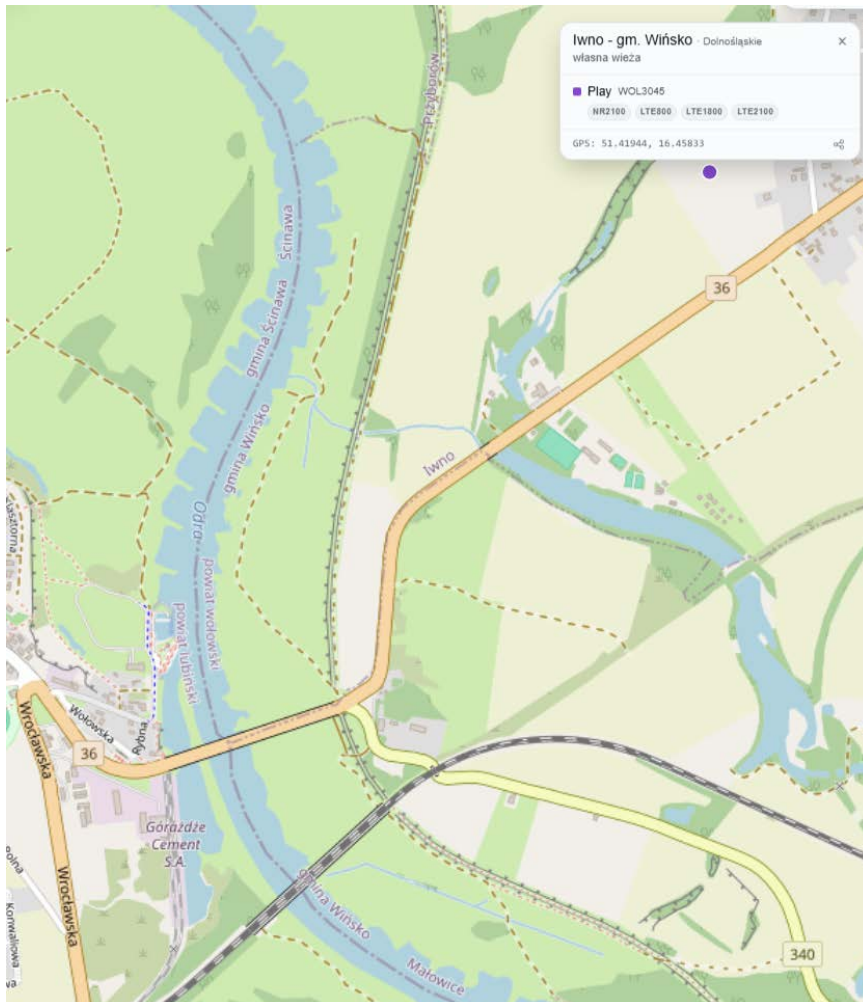 Iwno - gm. Wińsko · Dolnośląskie
własna wieża
Play WOL3045
NR2100 LTE800 LTE1800 LTE2100
GPS: 51.41944, 16.45833
Przyborów
Ścinawa
gmina Ścinawa
gmina Wińsko
36
Iwno
Odra
powiat wołowski
powiat lubiński
Wołowska
Rybna
Wrocławska
36
Górażdże
Cement
S.A.
Wrocławska
Polna
Konwaliowa
gmina Wińsko
Małowice
340